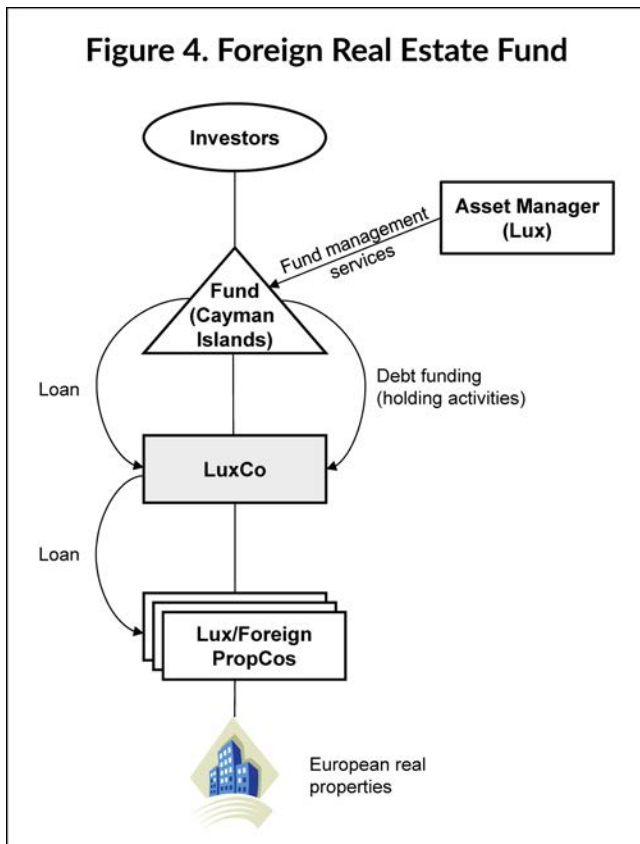 Figure 4. Foreign Real Estate Fund
Investors
Asset Manager
(Lux)
Fund management
services
Fund
(Cayman
Islands)
Loan
Debt funding
(holding activities)
LuxCo
Loan
Lux/Foreign
PropCos
European real
properties